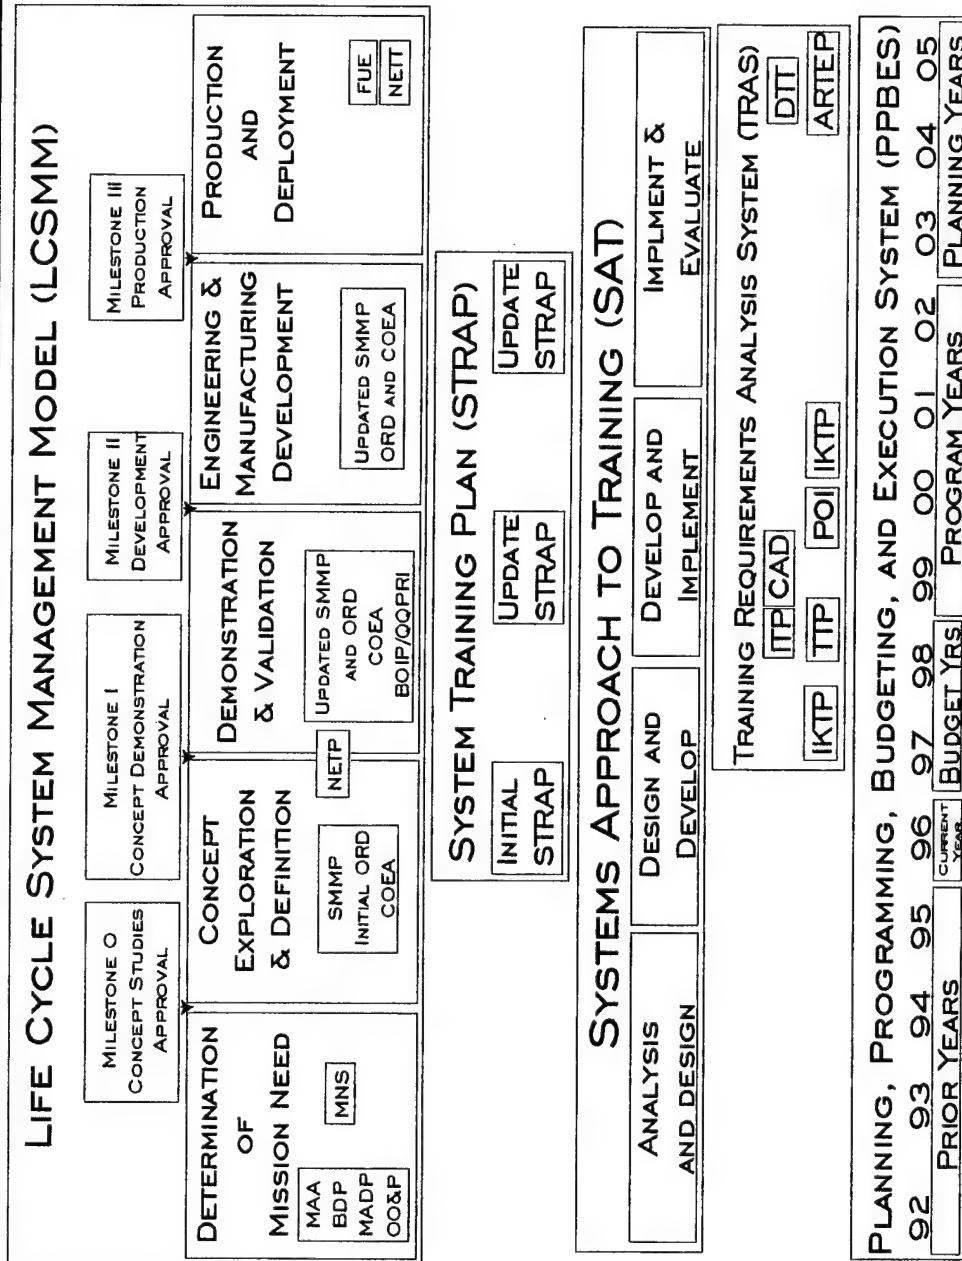 LIFE CYCLE SYSTEM MANAGEMENT MODEL (LCSMM)
MILESTONE 0
CONCEPT STUDIES
APPROVAL
MILESTONE I
CONCEPT DEMONSTRATION
APPROVAL
MILESTONE II
DEVELOPMENT
APPROVAL
MILESTONE III
PRODUCTION
APPROVAL
DETERMINATION
OF
MISSION NEED
MAA
BDP
MADP
OO&P
MNS
CONCEPT
EXPLORATION
& DEFINITION
SMMP
INITIAL ORD
COEA
NETP
DEMONSTRATION
& VALIDATION
UPDATED SMMP
AND ORD
COEA
BOIP/QQPRI
ENGINEERING &
MANUFACTURING
DEVELOPMENT
UPDATED SMMP
ORD AND COEA
PRODUCTION
AND
DEPLOYMENT
FUE
NETT
SYSTEM TRAINING PLAN (STRAP)
INITIAL
STRAP
UPDATE
STRAP
UPDATE
STRAP
SYSTEMS APPROACH TO TRAINING (SAT)
ANALYSIS
AND DESIGN
DESIGN AND
DEVELOP
DEVELOP AND
IMPLEMENT
IMPLMENT &
EVALUATE
TRAINING REQUIREMENTS ANALYSIS SYSTEM (TRAS)
ITP CAD DTT
IKTP TTP POI IKTP ARTEP
PLANNING, PROGRAMMING, BUDGETING, AND EXECUTION SYSTEM (PPBES)
92 93 94 95 96 97 98 99 00 01 02 03 04 05
PRIOR YEARS
CURRENT
YEAR
BUDGET YRS
PROGRAM YEARS
PLANNING YEARS